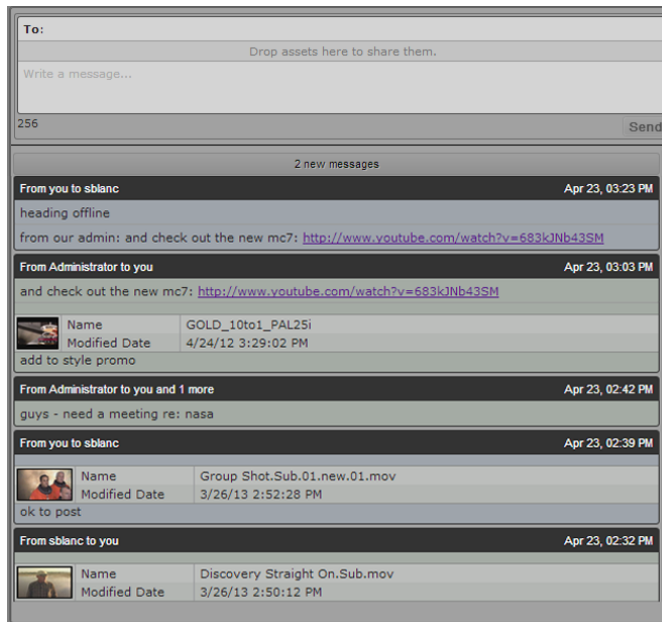 To:
Drop assets here to share them.
Write a message...
256
Send
2 new messages
From you to sblanc Apr 23, 03:23 PM
heading offline
from our admin: and check out the new mc7: http://www.youtube.com/watch?v=683kJNb43SM
From Administrator to you Apr 23, 03:03 PM
and check out the new mc7: http://www.youtube.com/watch?v=683kJNb43SM
Name GOLD_10to1_PAL25i
Modified Date 4/24/12 3:29:02 PM
add to style promo
From Administrator to you and 1 more Apr 23, 02:42 PM
guys - need a meeting re: nasa
From you to sblanc Apr 23, 02:39 PM
Name Group Shot.Sub.01.new.01.mov
Modified Date 3/26/13 2:52:28 PM
ok to post
From sblanc to you Apr 23, 02:32 PM
Name Discovery Straight On.Sub.mov
Modified Date 3/26/13 2:50:12 PM